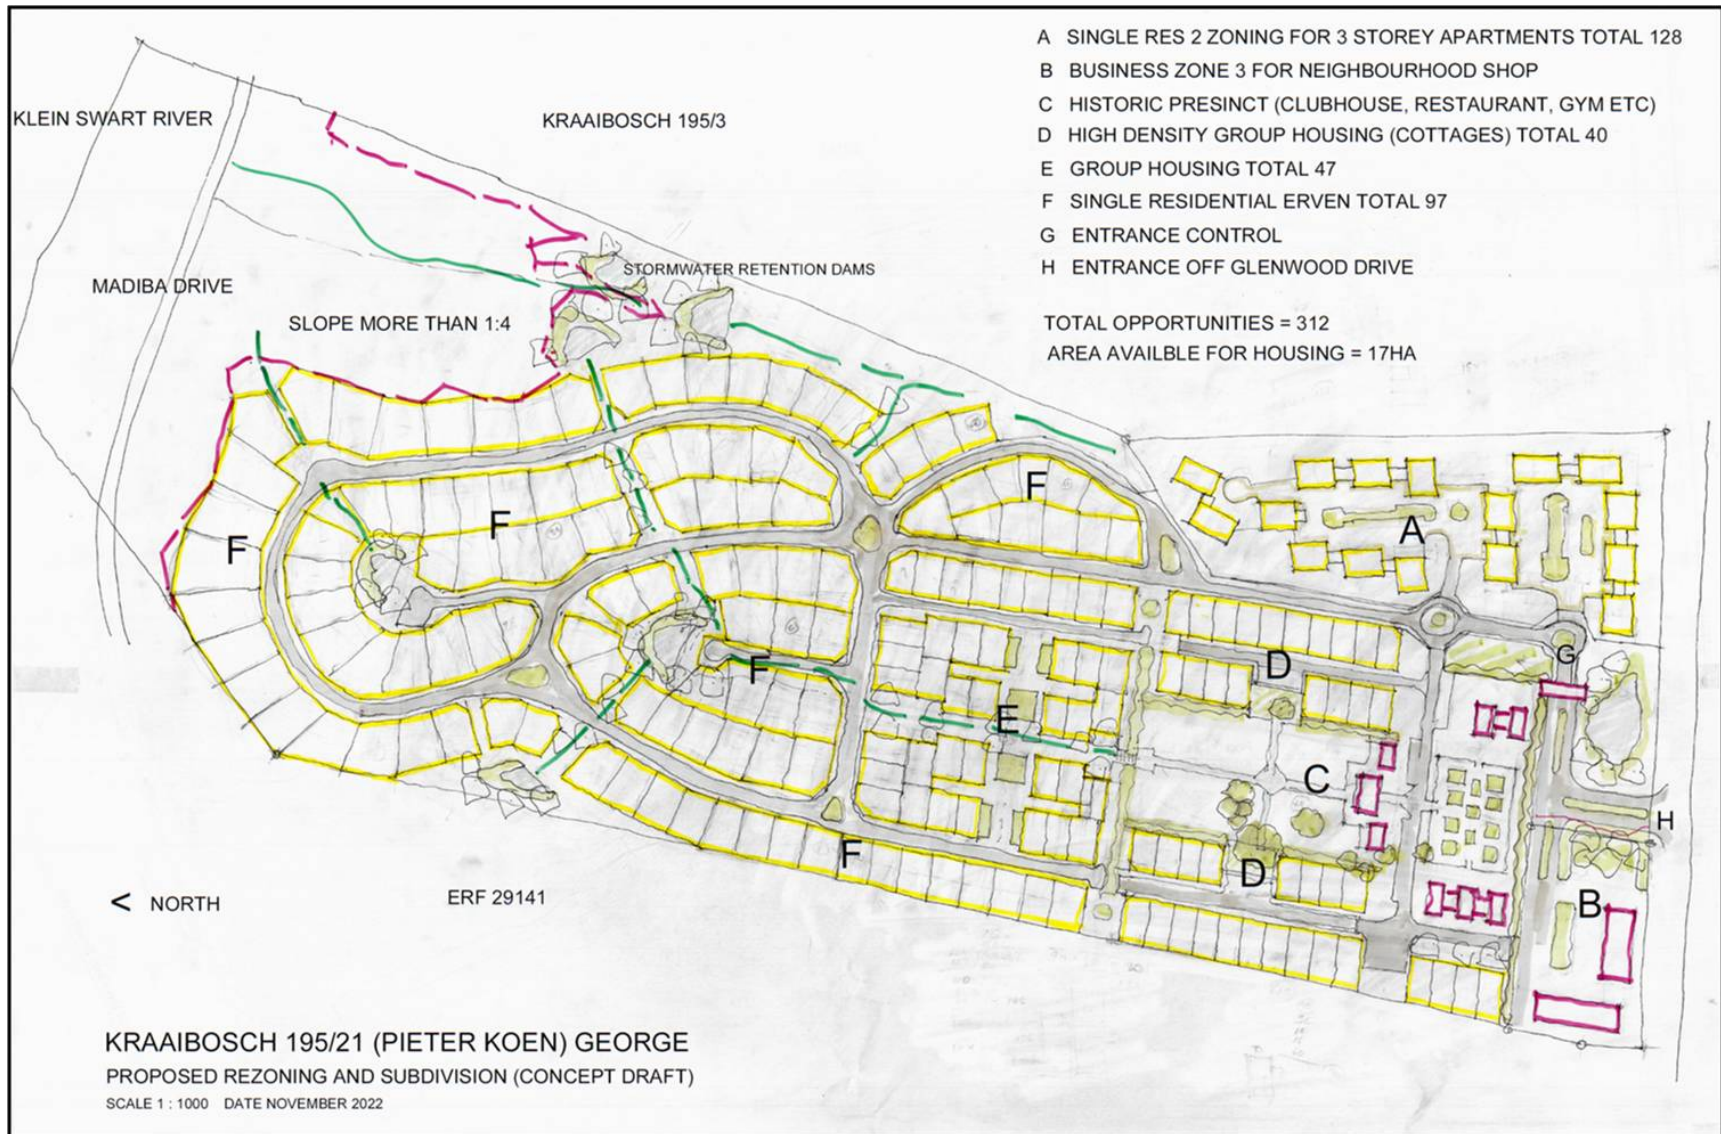 A SINGLE RES 2 ZONING FOR 3 STOREY APARTMENTS TOTAL 128
B BUSINESS ZONE 3 FOR NEIGHBOURHOOD SHOP
C HISTORIC PRESINCT (CLUBHOUSE, RESTAURANT, GYM ETC)
D HIGH DENSITY GROUP HOUSING (COTTAGES) TOTAL 40
E GROUP HOUSING TOTAL 47
F SINGLE RESIDENTIAL ERVEN TOTAL 97
G ENTRANCE CONTROL
H ENTRANCE OFF GLENWOOD DRIVE
TOTAL OPPORTUNITIES = 312
AREA AVAILBLE FOR HOUSING = 17HA
KLEIN SWART RIVER
KRAAIBOSCH 195/3
STORMWATER RETENTION DAMS
MADIBA DRIVE
SLOPE MORE THAN 1:4
F
A
F
F
G
D
F
E
C
H
F
D
B
< NORTH
ERF 29141
KRAAIBOSCH 195/21 (PIETER KOEN) GEORGE
PROPOSED REZONING AND SUBDIVISION (CONCEPT DRAFT)
SCALE 1 : 1000 DATE NOVEMBER 2022